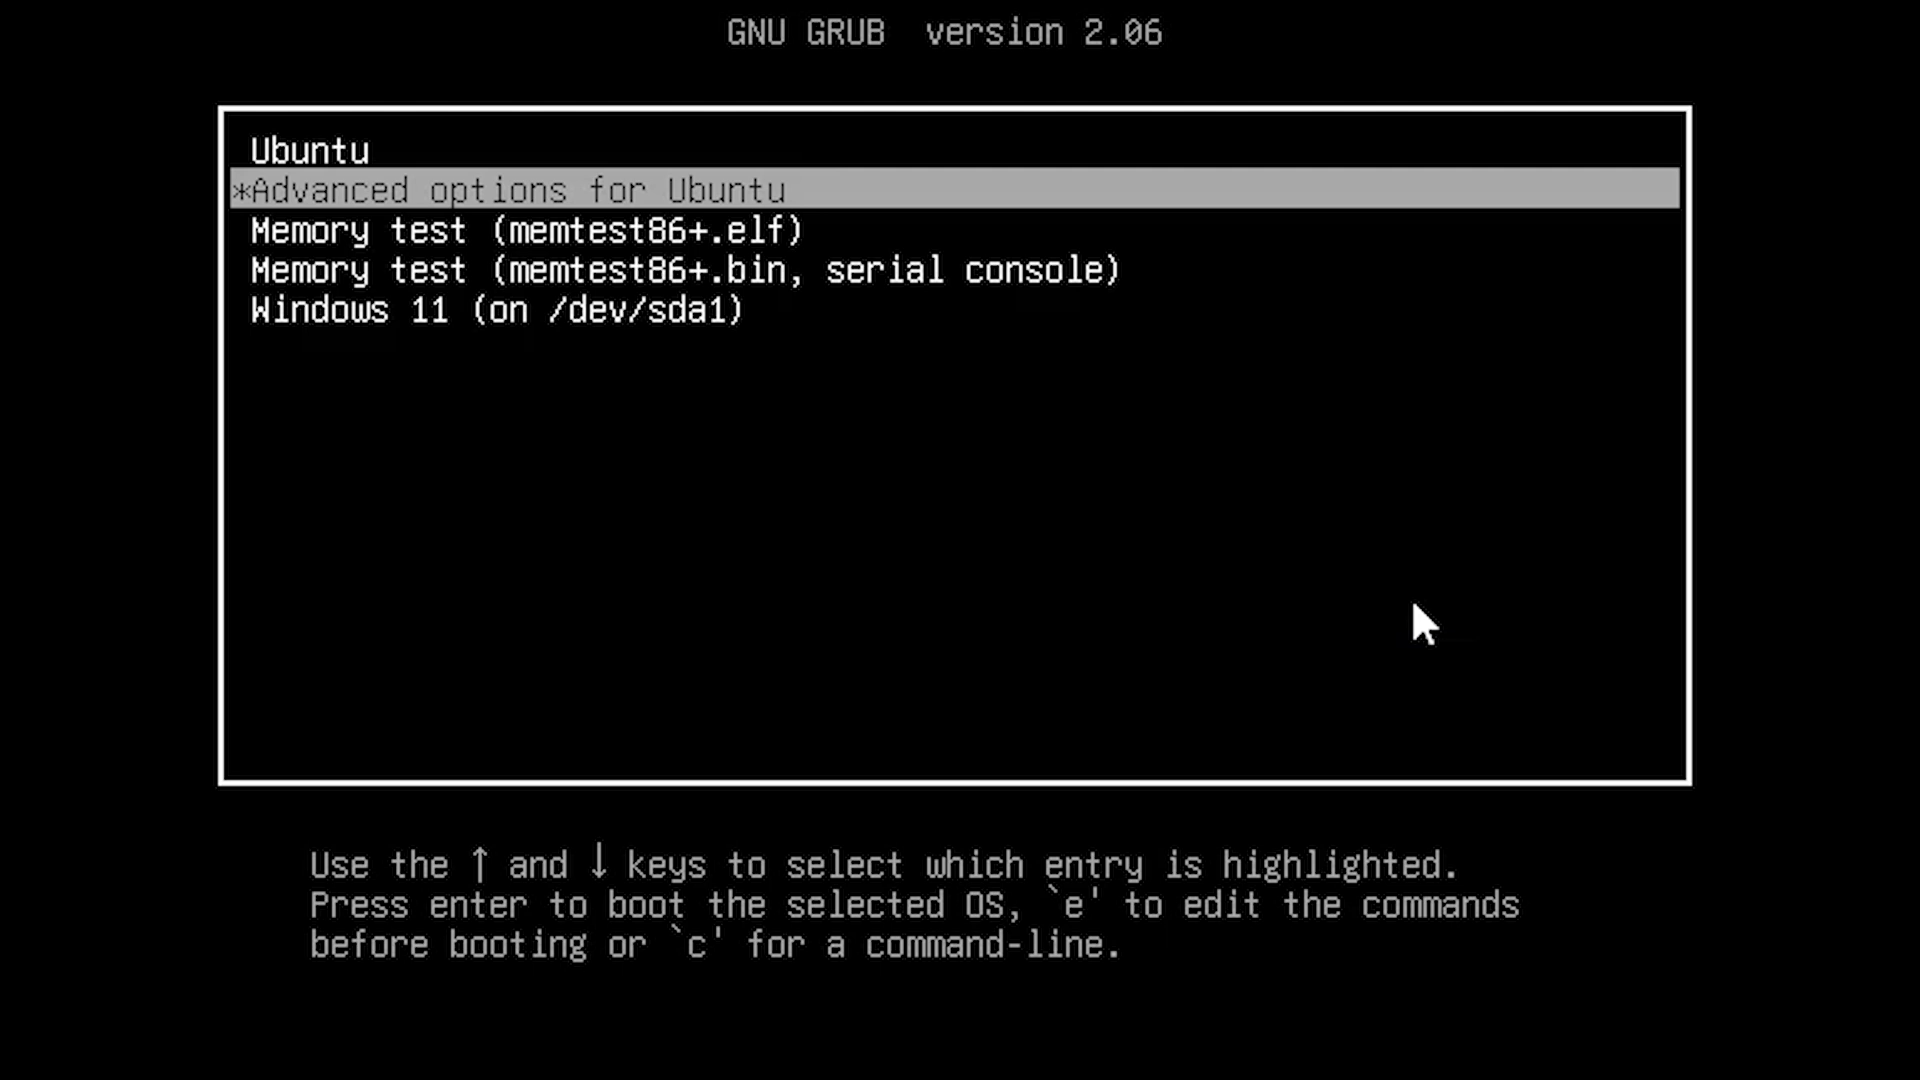 GNU GRUB  version 2.06
Ubuntu
*Advanced options for Ubuntu
Memory test (memtest86+.elf)
Memory test (memtest86+.bin, serial console)
Windows 11 (on /dev/sda1)
Use the ↑ and ↓ keys to select which entry is highlighted.
Press enter to boot the selected OS, `e' to edit the commands
before booting or `c' for a command-line.